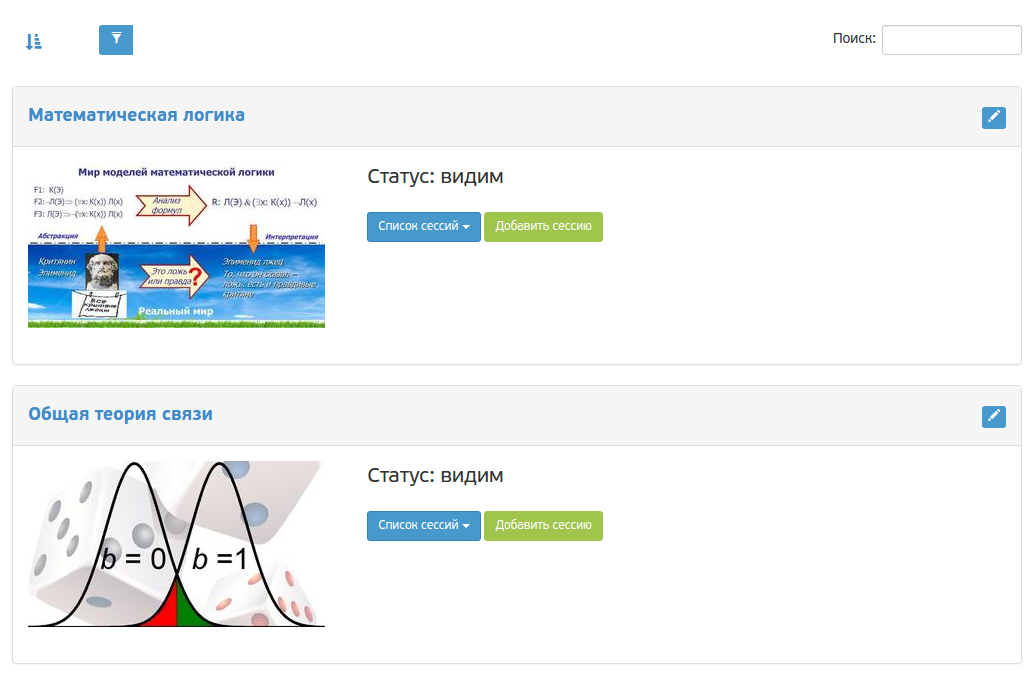 Поиск:
Математическая логика
Мир моделей математической логики
F1: К(Э)
F2:¬Л(Э)⇒(∀x: К(x)) Л(x)
F3: Л(Э)⇒¬(∀x: К(x)) Л(x)
Анализ
формул
R: Л(Э) & (∃x: К(x)) ¬Л(x)
Абстракция
Интерпретация
Критянин
Эпименид
Это ложь
или правда
?
Эпименид лжец
То, что он сказал –
ложь: есть и правдивые
критяне
Все
критяне
лжецы
Реальный мир
Статус: видим
Список сессий
Добавить сессию
Общая теория связи
b = 0
b =1
Статус: видим
Список сессий
Добавить сессию